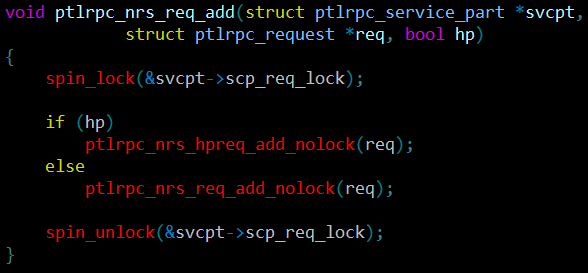 void ptlrpc_nrs_req_add(struct ptlrpc_service_part *svcpt,
struct ptlrpc_request *req, bool hp)
{
spin_lock(&svcpt->scp_req_lock);
if (hp)
ptlrpc_nrs_hpreq_add_nolock(req);
else
ptlrpc_nrs_req_add_nolock(req);
spin_unlock(&svcpt->scp_req_lock);
}